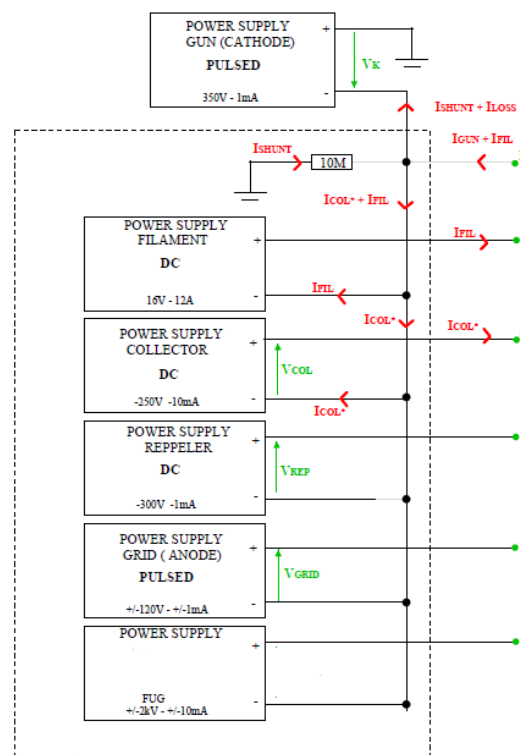 POWER SUPPLY
GUN (CATHODE)
PULSED
350V - 1mA
+
-
VK
ISHUNT + ILOSS
ISHUNT
10M
IGUN + IFIL
ICOL* + IFIL
POWER SUPPLY
FILAMENT
DC
16V - 12A
+
-
IFIL
IFIL
ICOL*
ICOL*
POWER SUPPLY
COLLECTOR
DC
-250V -10mA
+
-
VCOL
ICOL*
POWER SUPPLY
REPPELER
DC
-300V -1mA
+
-
VREP
POWER SUPPLY
GRID ( ANODE)
PULSED
+/-120V - +/-1mA
+
-
VGRID
POWER SUPPLY
FUG
+/-2kV - +/-10mA
+
-